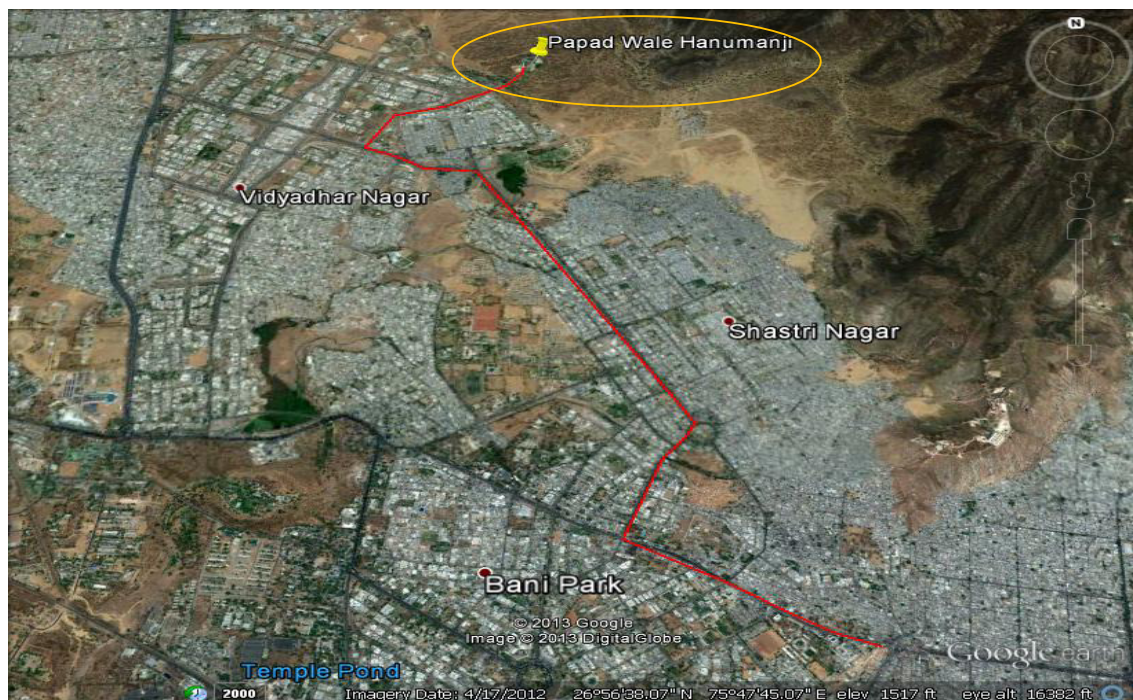 N
Papad Wale Hanumanji
Vidyadhar Nagar
Shastri Nagar
Bani Park
© 2013 Google
Image © 2013 DigitalGlobe
Google earth
Temple Pond
2000
Imagery Date: 4/17/2012 26°56'38.07" N 75°47'45.07" E elev 1517 ft eye alt 16382 ft